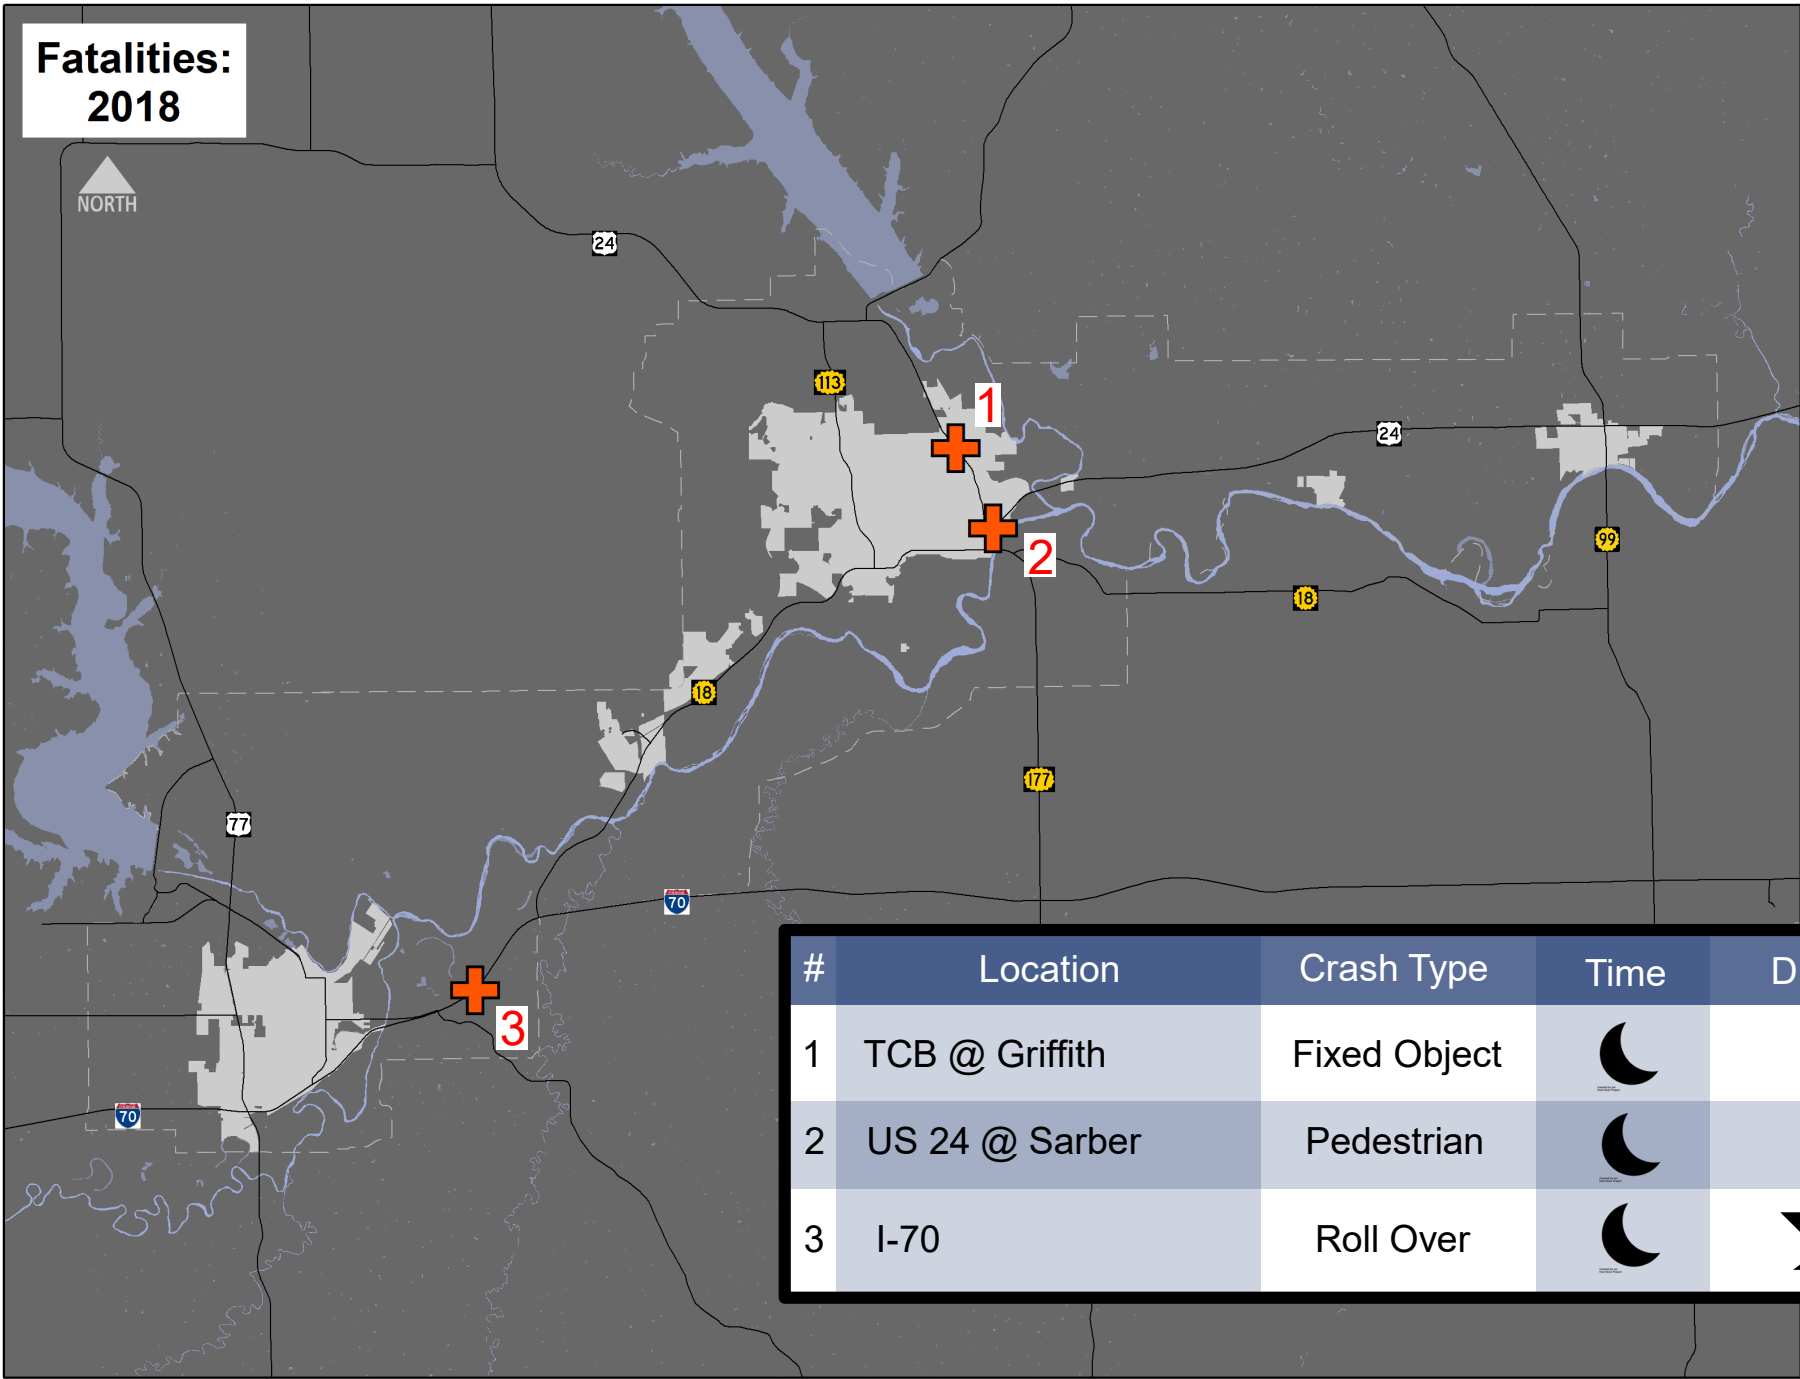 Fatalities:
2018
NORTH
24
113
1
24
2
99
18
18
177
77
70
3
70
# Location Crash Type Time D
1 TCB @ Griffith Fixed Object
2 US 24 @ Sarber Pedestrian
3 I-70 Roll Over